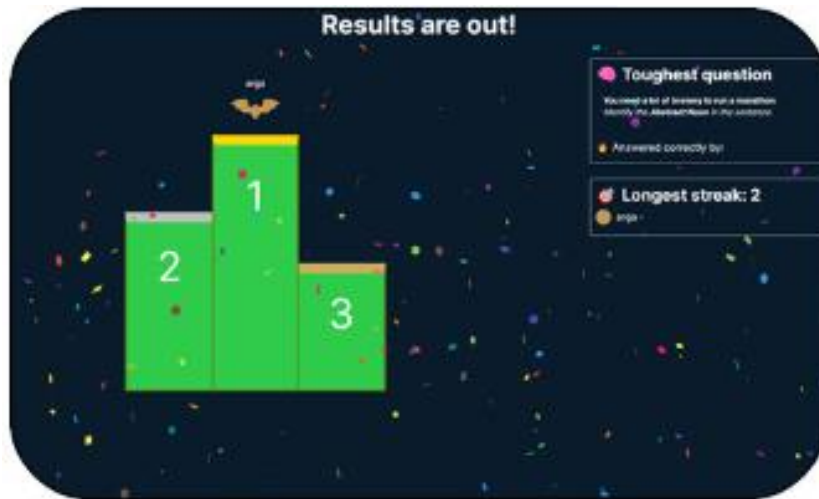 Results are out!
arga
1
2
3
Toughest question
You need a lot of bravery to run a marathon
Identify the Abstract Noun in the sentence.
Answered correctly by:
Longest streak: 2
arga